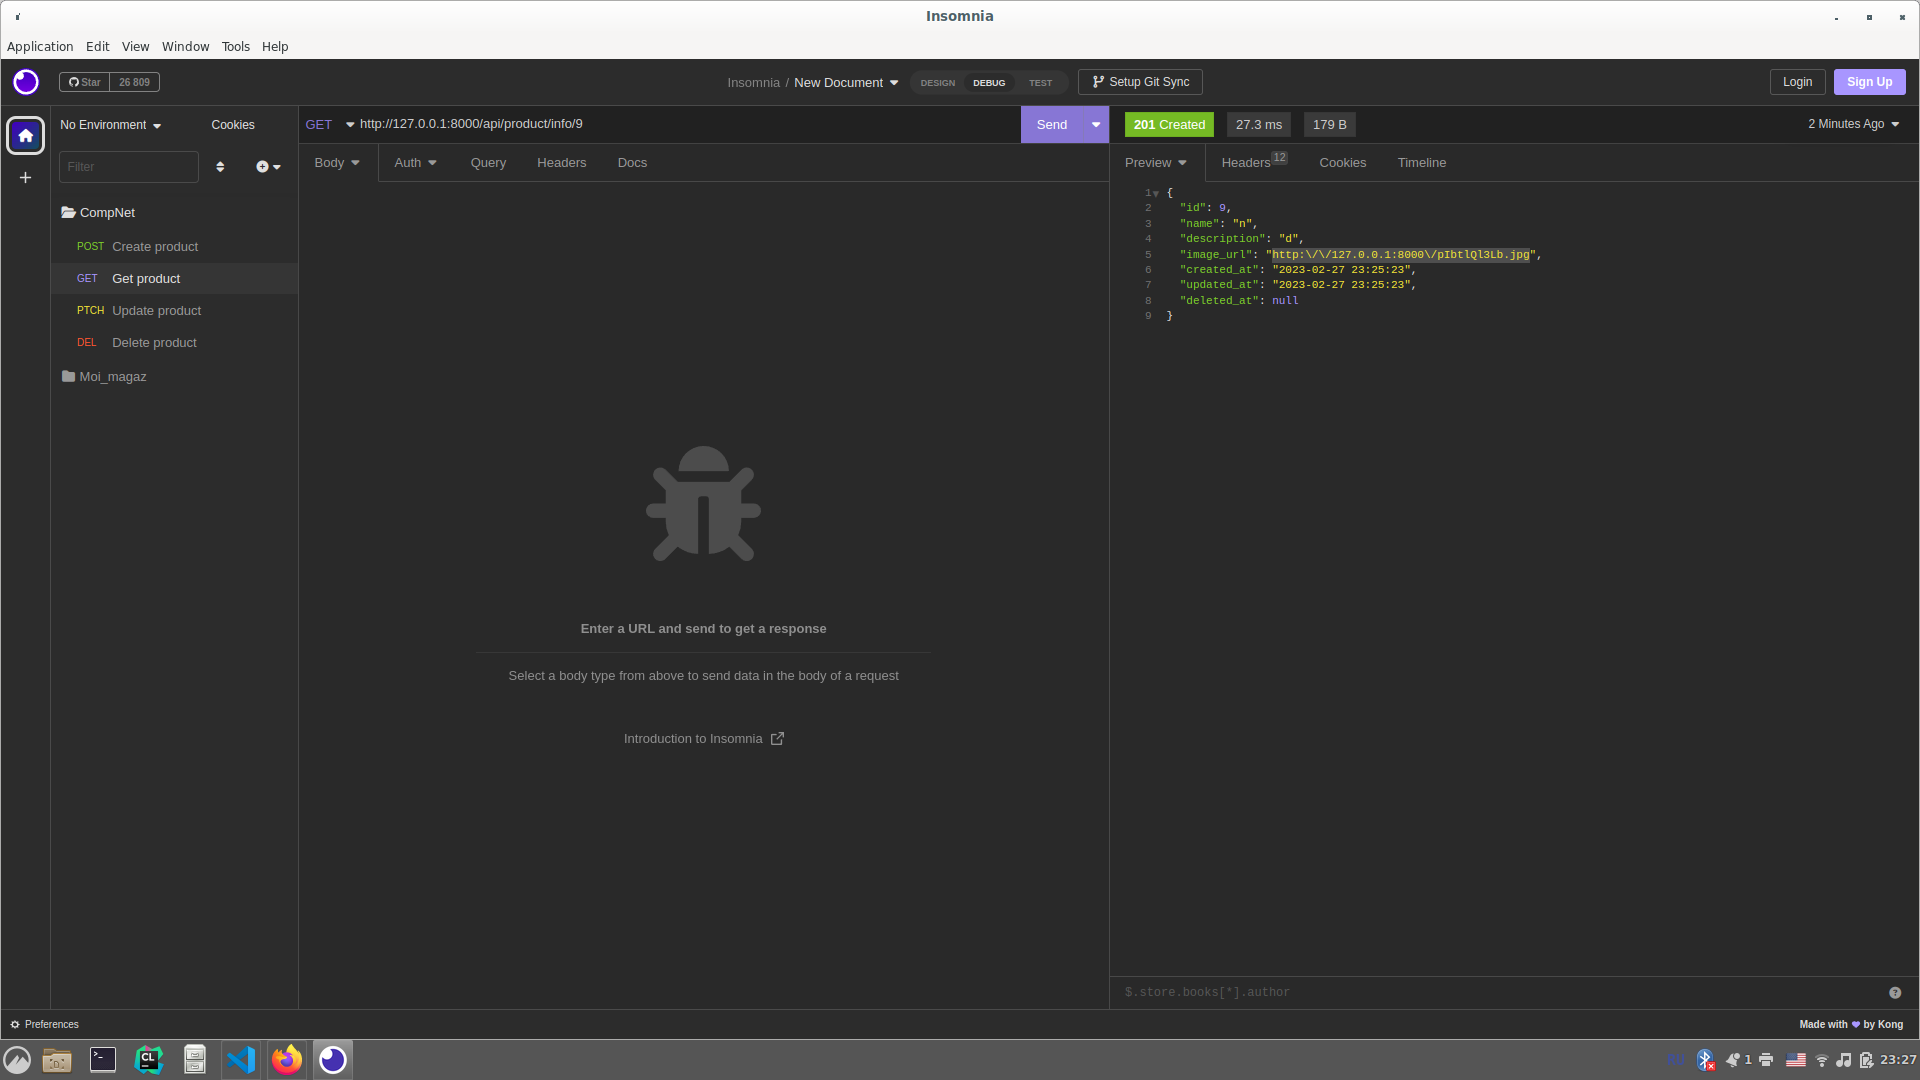 Insomnia
Application Edit View Window Tools Help
Star 26 809
Insomnia / New Document DESIGN DEBUG TEST Setup Git Sync
Login Sign Up
No Environment Cookies
GET http://127.0.0.1:8000/api/product/info/9 Send
201 Created 27.3 ms 179 B 2 Minutes Ago
Filter
Body Auth Query Headers Docs
Preview Headers 12 Cookies Timeline
CompNet
POST Create product
GET Get product
PTCH Update product
DEL Delete product
Moi_magaz
1 {
2 "id": 9,
3 "name": "n",
4 "description": "d",
5 "image_url": "http:\/\/127.0.0.1:8000\/pIbtlQl3Lb.jpg",
6 "created_at": "2023-02-27 23:25:23",
7 "updated_at": "2023-02-27 23:25:23",
8 "deleted_at": null
9 }
Enter a URL and send to get a response
Select a body type from above to send data in the body of a request
Introduction to Insomnia
$.store.books[*].author
Preferences
Made with by Kong
CL
1
23:27